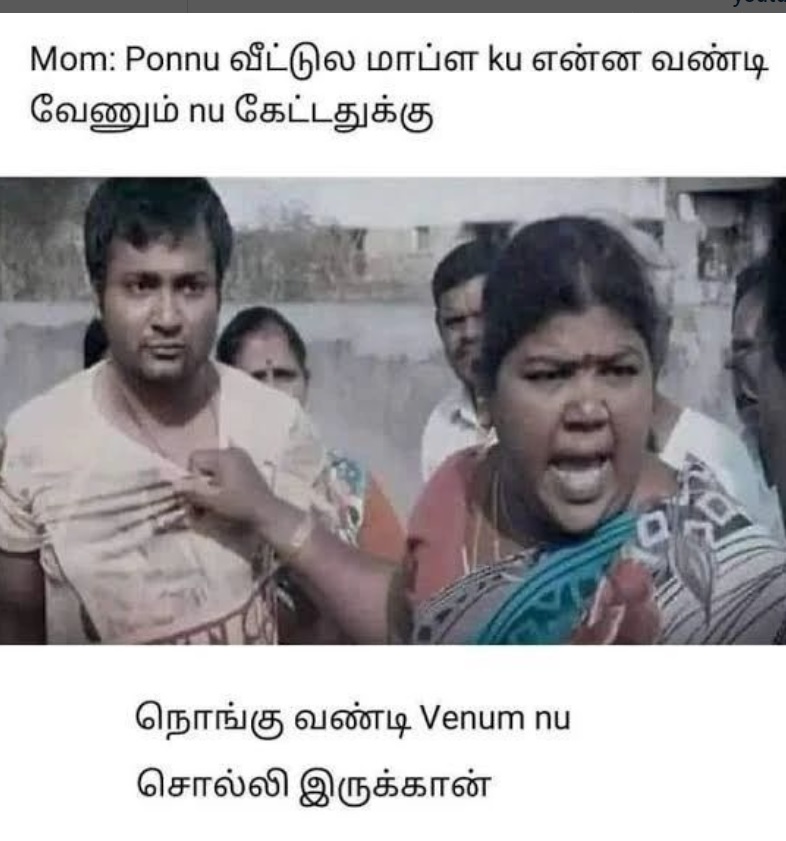 Mom: Ponnu வீட்டுல மாப்ள ku என்ன வண்டி
வேணும் nu கேட்டதுக்கு
நொங்கு வண்டி Venum nu
சொல்லி இருக்கான்